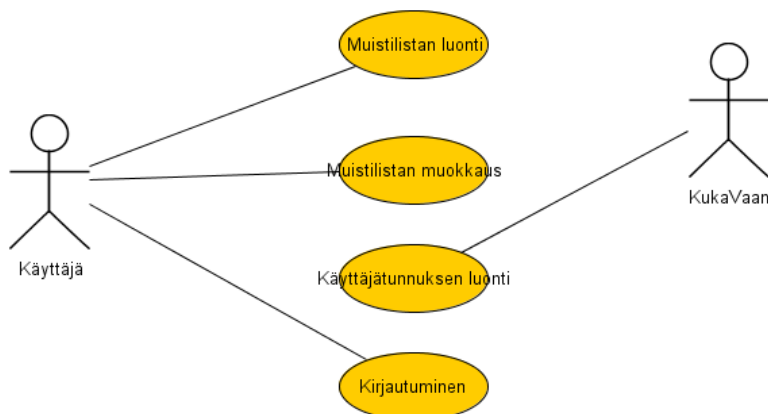 Muistilistan luonti
Muistilistan muokkaus
KukaVaan
Käyttäjä
Käyttäjätunnuksen luonti
Kirjautuminen